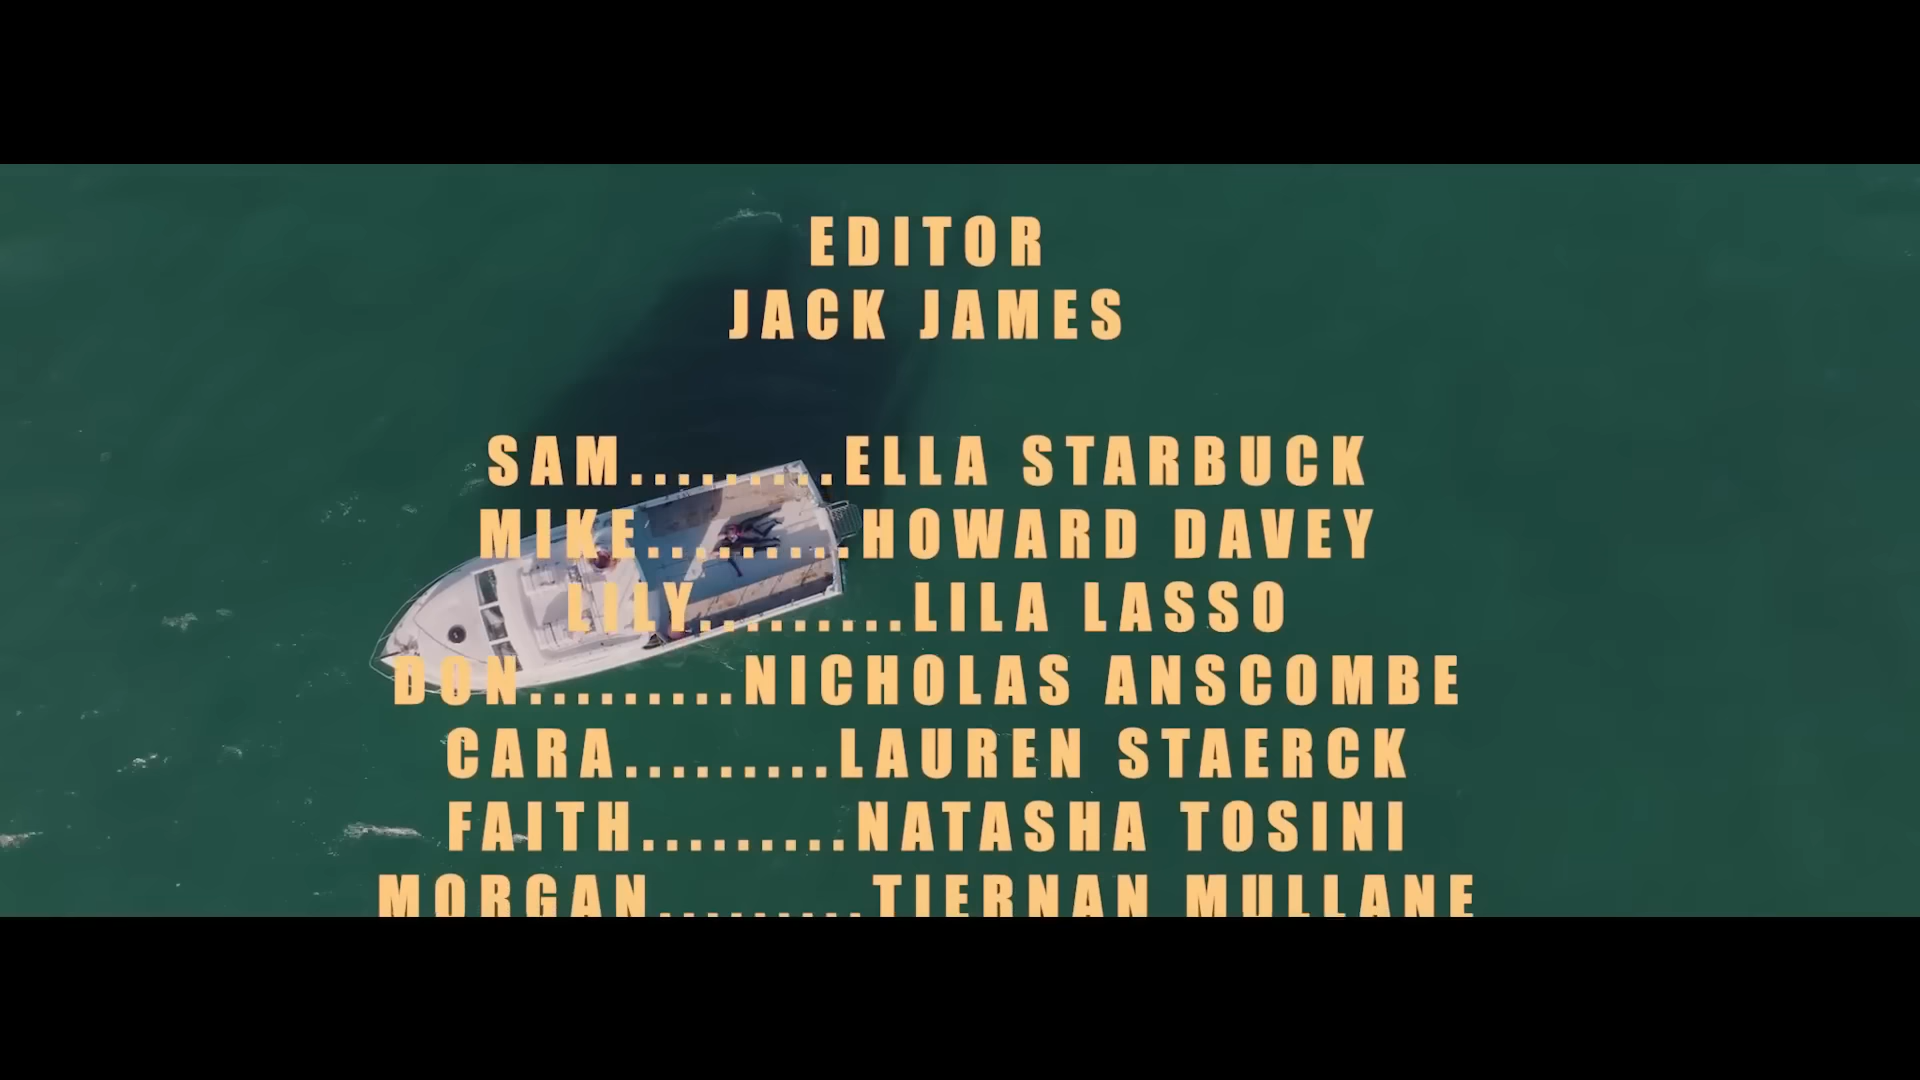 EDITOR
JACK JAMES
SAM.........ELLA STARBUCK
MIKE.........HOWARD DAVEY
LILY.........LILA LASSO
DON.........NICHOLAS ANSCOMBE
CARA.........LAUREN STAERCK
FAITH.........NATASHA TOSINI
MORGAN.........TIERNAN MULLANE